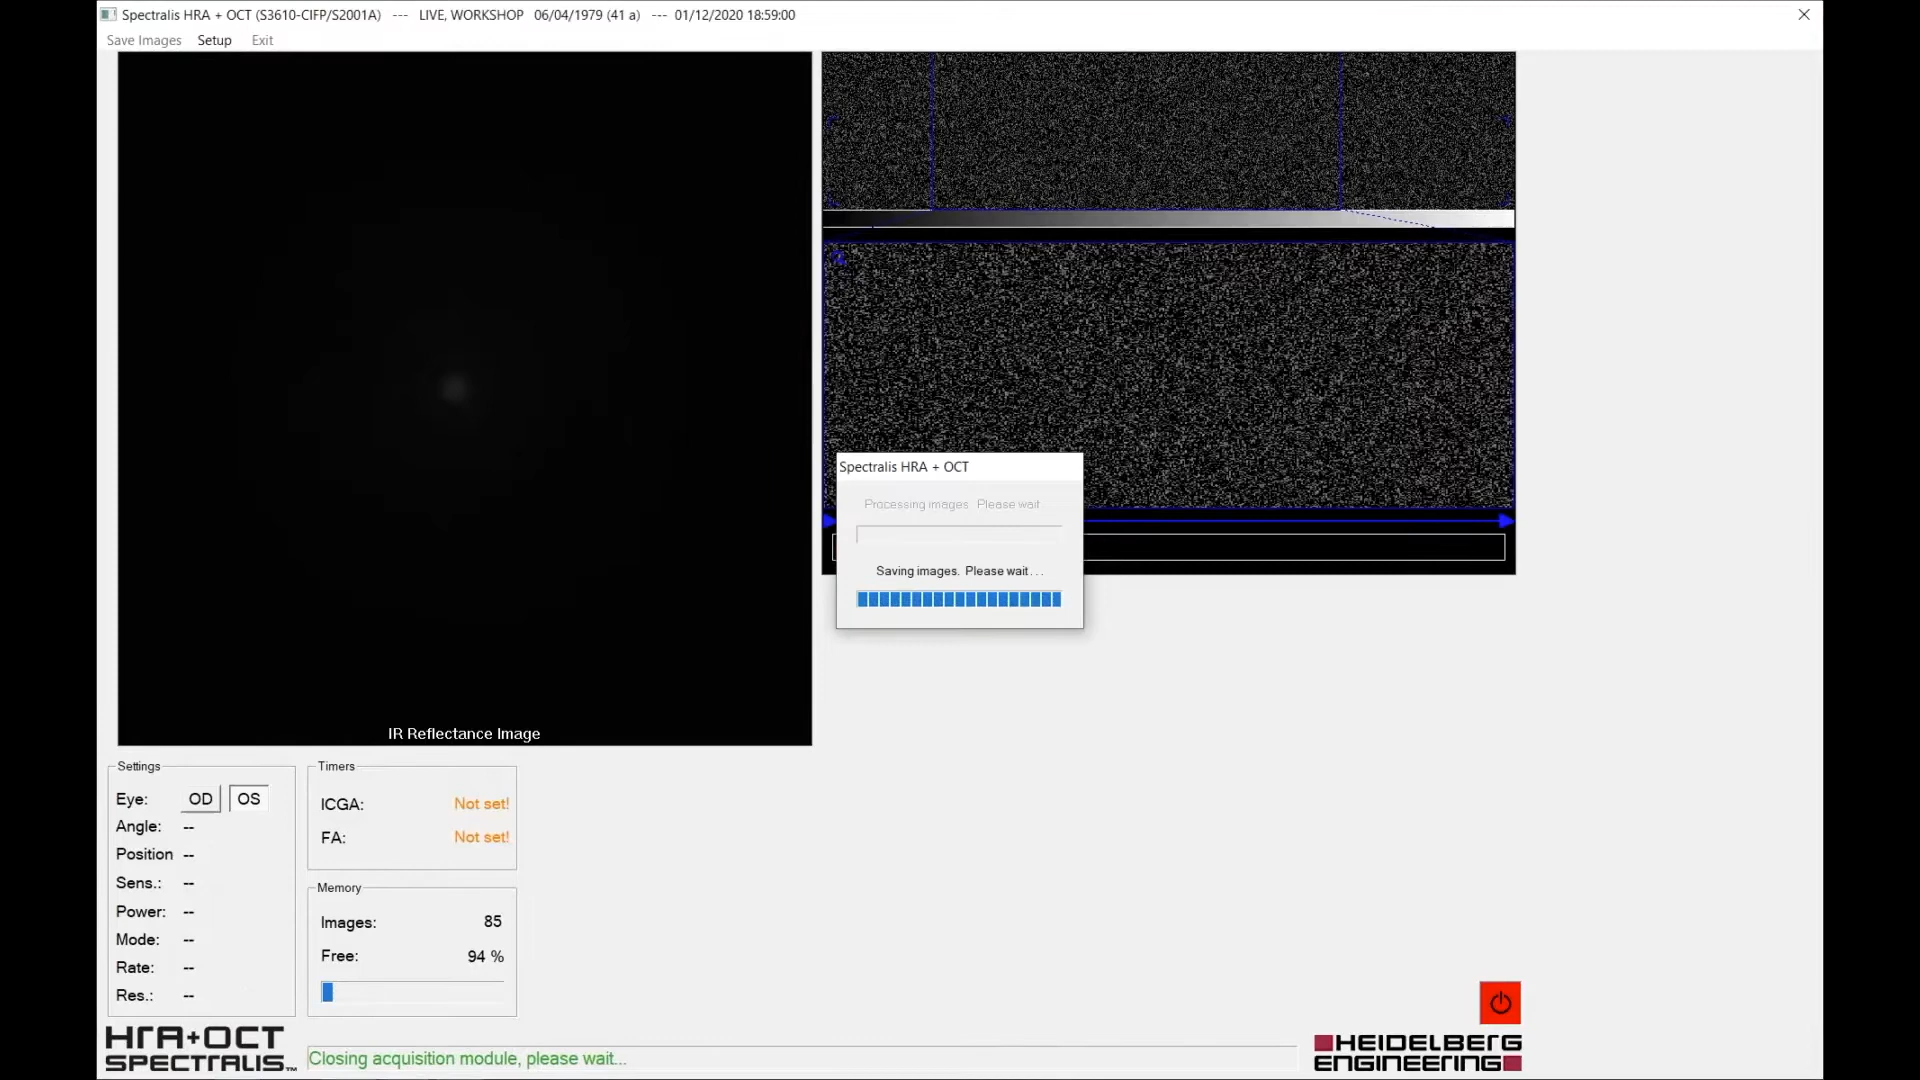 Spectralis HRA + OCT (S3610-CIFP/S2001A) --- LIVE, WORKSHOP 06/04/1979 (41 a) --- 01/12/2020 18:59:00
Save Images Setup Exit
Spectralis HRA + OCT
Processing images. Please wait
Saving images. Please wait...
IR Reflectance Image
Settings
Eye: OD OS
Angle: --
Position --
Sens.: --
Power: --
Mode: --
Rate: --
Res.: --
Timers
ICGA: Not set!
FA: Not set!
Memory
Images: 85
Free: 94 %
HRA+OCT
SPECTRALIS™
Closing acquisition module, please wait...
HEIDELBERG
ENGINEERING